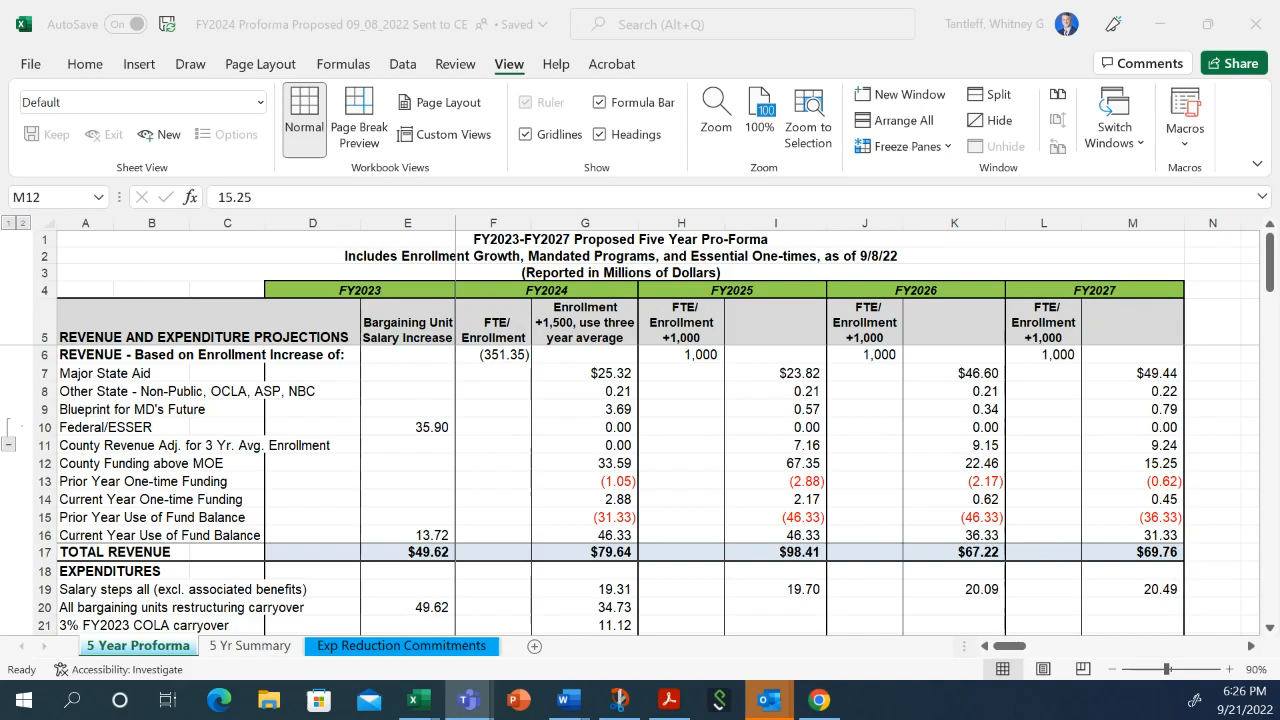 AutoSave On FY2024 Proforma Proposed 09_08_2022 Sent to CE • Saved Search (Alt+Q) Tantleff, Whitney G
File Home Insert Draw Page Layout Formulas Data Review View Help Acrobat Comments Share
Default
Keep Exit New Options
Sheet View
Normal Page Break Preview Page Layout Custom Views
Workbook Views
Ruler Formula Bar
Gridlines Headings
Show
Zoom 100% Zoom to Selection
Zoom
New Window Split
Arrange All Hide
Freeze Panes Unhide
Switch Windows
Window
Macros
Macros
M12 fx 15.25
1 2 A B C D E F G H I J K L M N
1 FY2023-FY2027 Proposed Five Year Pro-Forma
2 Includes Enrollment Growth, Mandated Programs, and Essential One-times, as of 9/8/22
3 (Reported in Millions of Dollars)
4 FY2023 FY2024 FY2025 FY2026 FY2027
5 REVENUE AND EXPENDITURE PROJECTIONS Bargaining Unit Salary Increase FTE/ Enrollment Enrollment +1,500, use three year average FTE/ Enrollment +1,000 FTE/ Enrollment +1,000 FTE/ Enrollment +1,000
6 REVENUE - Based on Enrollment Increase of: (351.35) 1,000 1,000 1,000
7 Major State Aid $25.32 $23.82 $46.60 $49.44
8 Other State - Non-Public, OCLA, ASP, NBC 0.21 0.21 0.21 0.22
9 Blueprint for MD's Future 3.69 0.57 0.34 0.79
10 Federal/ESSER 35.90 0.00 0.00 0.00 0.00
11 County Revenue Adj. for 3 Yr. Avg. Enrollment 0.00 7.16 9.15 9.24
12 County Funding above MOE 33.59 67.35 22.46 15.25
13 Prior Year One-time Funding (1.05) (2.88) (2.17) (0.62)
14 Current Year One-time Funding 2.88 2.17 0.62 0.45
15 Prior Year Use of Fund Balance (31.33) (46.33) (46.33) (36.33)
16 Current Year Use of Fund Balance 13.72 46.33 46.33 36.33 31.33
17 TOTAL REVENUE $49.62 $79.64 $98.41 $67.22 $69.76
18 EXPENDITURES
19 Salary steps all (excl. associated benefits) 19.31 19.70 20.09 20.49
20 All bargaining units restructuring carryover 49.62 34.73
21 3% FY2023 COLA carryover 11.12
5 Year Proforma 5 Yr Summary Exp Reduction Commitments
Ready Accessibility: Investigate 90%
6:26 PM
9/21/2022